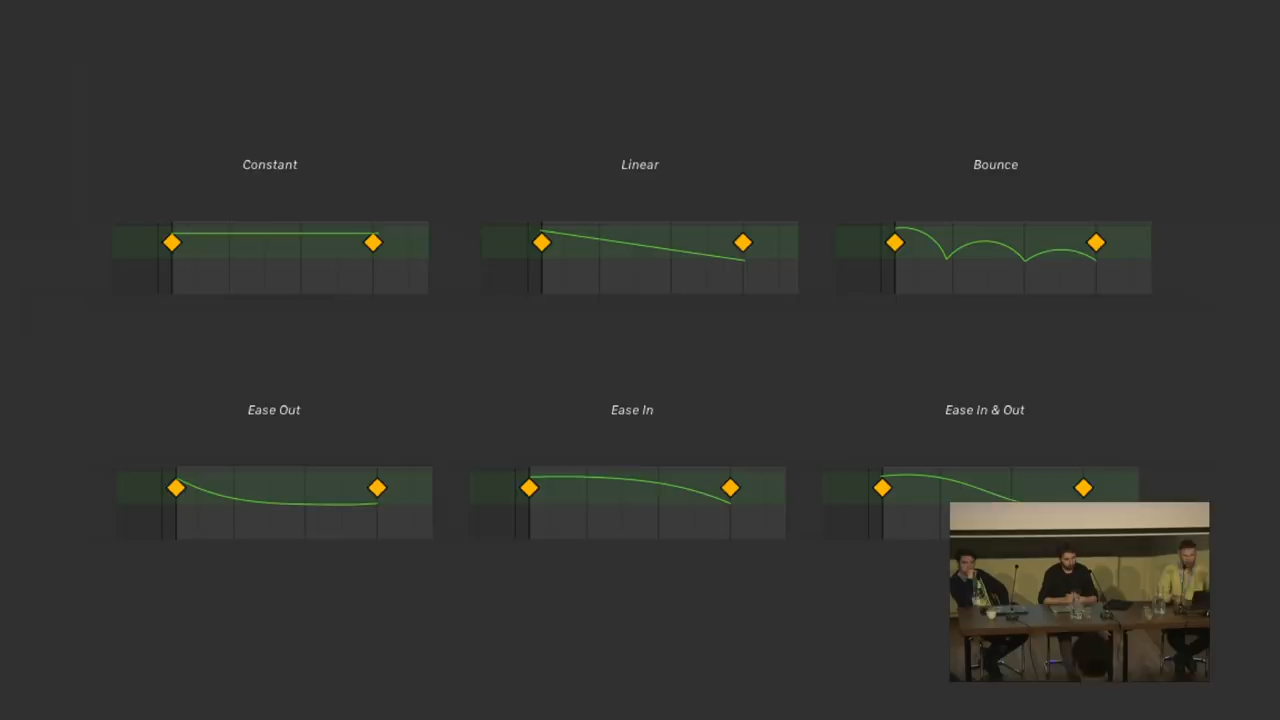 Constant
Linear
Bounce
Ease Out
Ease In
Ease In & Out